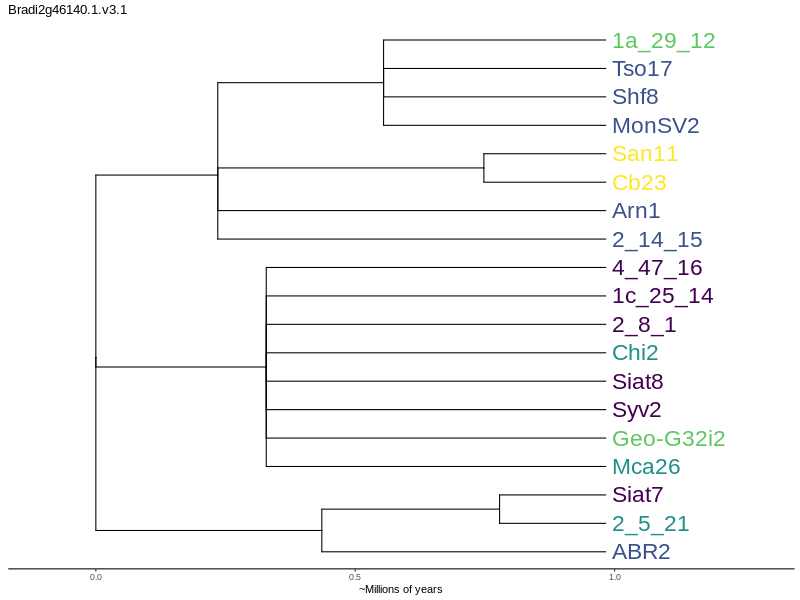 Bradi2g46140.1.v3.1
1a_29_12
Tso17
Shf8
MonSV2
San11
Cb23
Arn1
2_14_15
4_47_16
1c_25_14
2_8_1
Chi2
Siat8
Syv2
Geo-G32i2
Mca26
Siat7
2_5_21
ABR2
0.0 0.5 1.0
~Millions of years